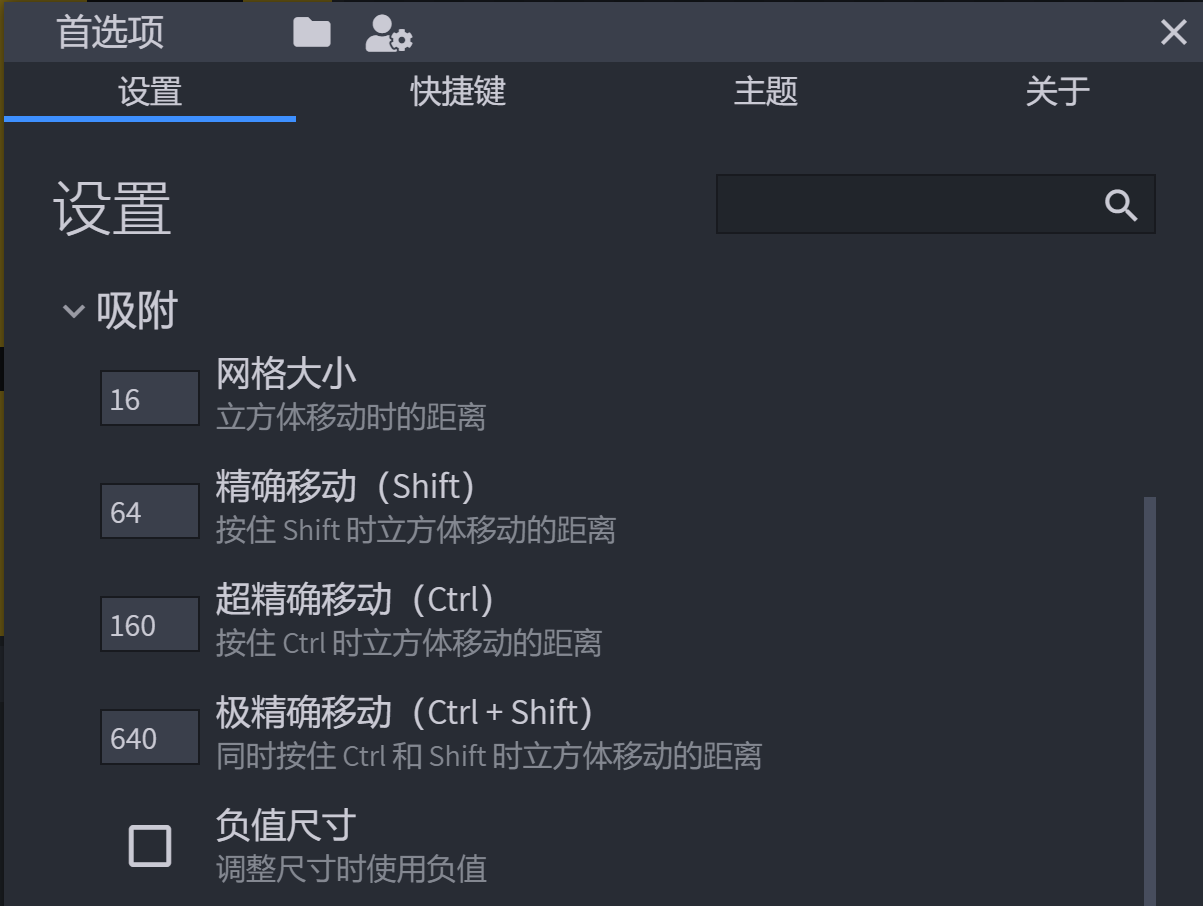 首选项
设置 快捷键 主题 关于
设置
吸附
网格大小
16
立方体移动时的距离
精确移动（Shift）
64
按住 Shift 时立方体移动的距离
超精确移动（Ctrl）
160
按住 Ctrl 时立方体移动的距离
极精确移动（Ctrl + Shift）
640
同时按住 Ctrl 和 Shift 时立方体移动的距离
负值尺寸
调整尺寸时使用负值